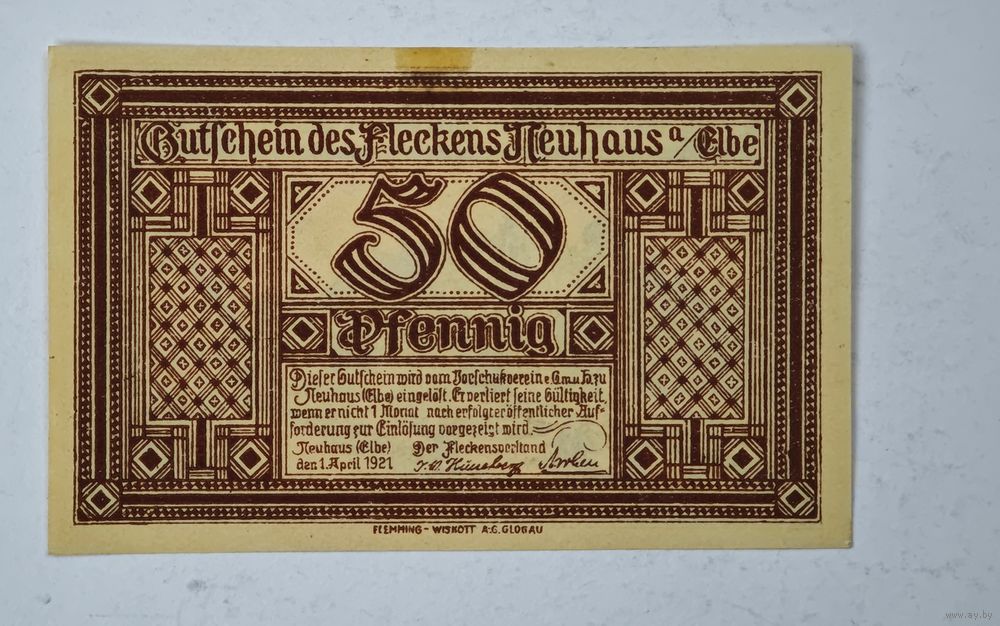 Gutschein des Fleckens Neuhaus a/Elbe
50
Pfennig
Dieser Gutschein wird vom Vorschußverein e.G.m.u.H. zu
Neuhaus (Elbe) eingelöst. Er verliert seine Gültigkeit,
wenn er nicht 1 Monat nach erfolgter öffentlicher Auf-
forderung zur Einlösung vorgezeigt wird.
Neuhaus (Elbe) Der Fleckensvorstand
den 1. April 1921
FLEMMING - WISKOTT A.G. GLOGAU
www.ay.by